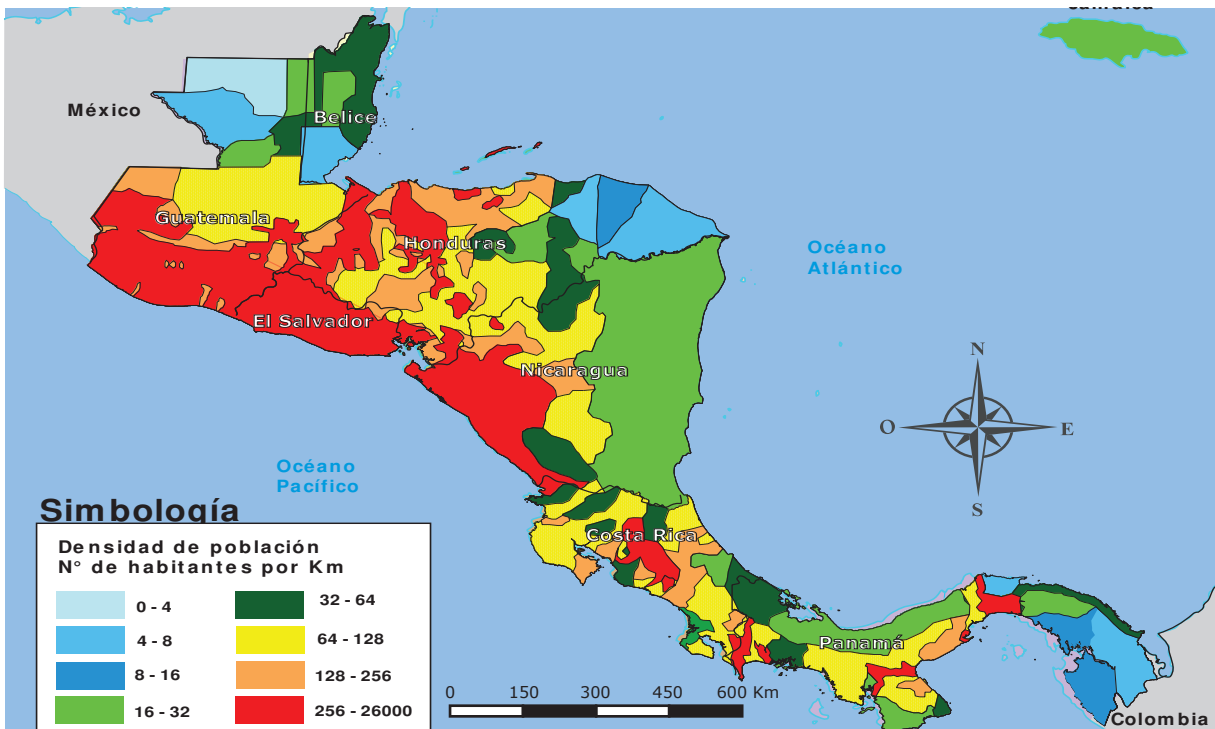 México
Belice
Guatemala
Honduras
Océano
Atlántico
El Salvador
Nicaragua
N
O
E
S
Océano
Pacífico
Costa Rica
Panamá
Colombia
0 150 300 450 600 Km
Simbología
Densidad de población
N° de habitantes por Km
0 - 4
4 - 8
8 - 16
16 - 32
32 - 64
64 - 128
128 - 256
256 - 26000